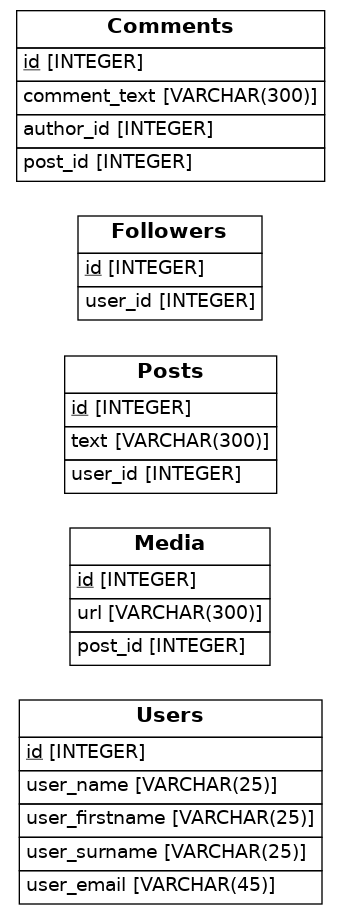 Comments
id [INTEGER]
comment_text [VARCHAR(300)]
author_id [INTEGER]
post_id [INTEGER]
Followers
id [INTEGER]
user_id [INTEGER]
Posts
id [INTEGER]
text [VARCHAR(300)]
user_id [INTEGER]
Media
id [INTEGER]
url [VARCHAR(300)]
post_id [INTEGER]
Users
id [INTEGER]
user_name [VARCHAR(25)]
user_firstname [VARCHAR(25)]
user_surname [VARCHAR(25)]
user_email [VARCHAR(45)]